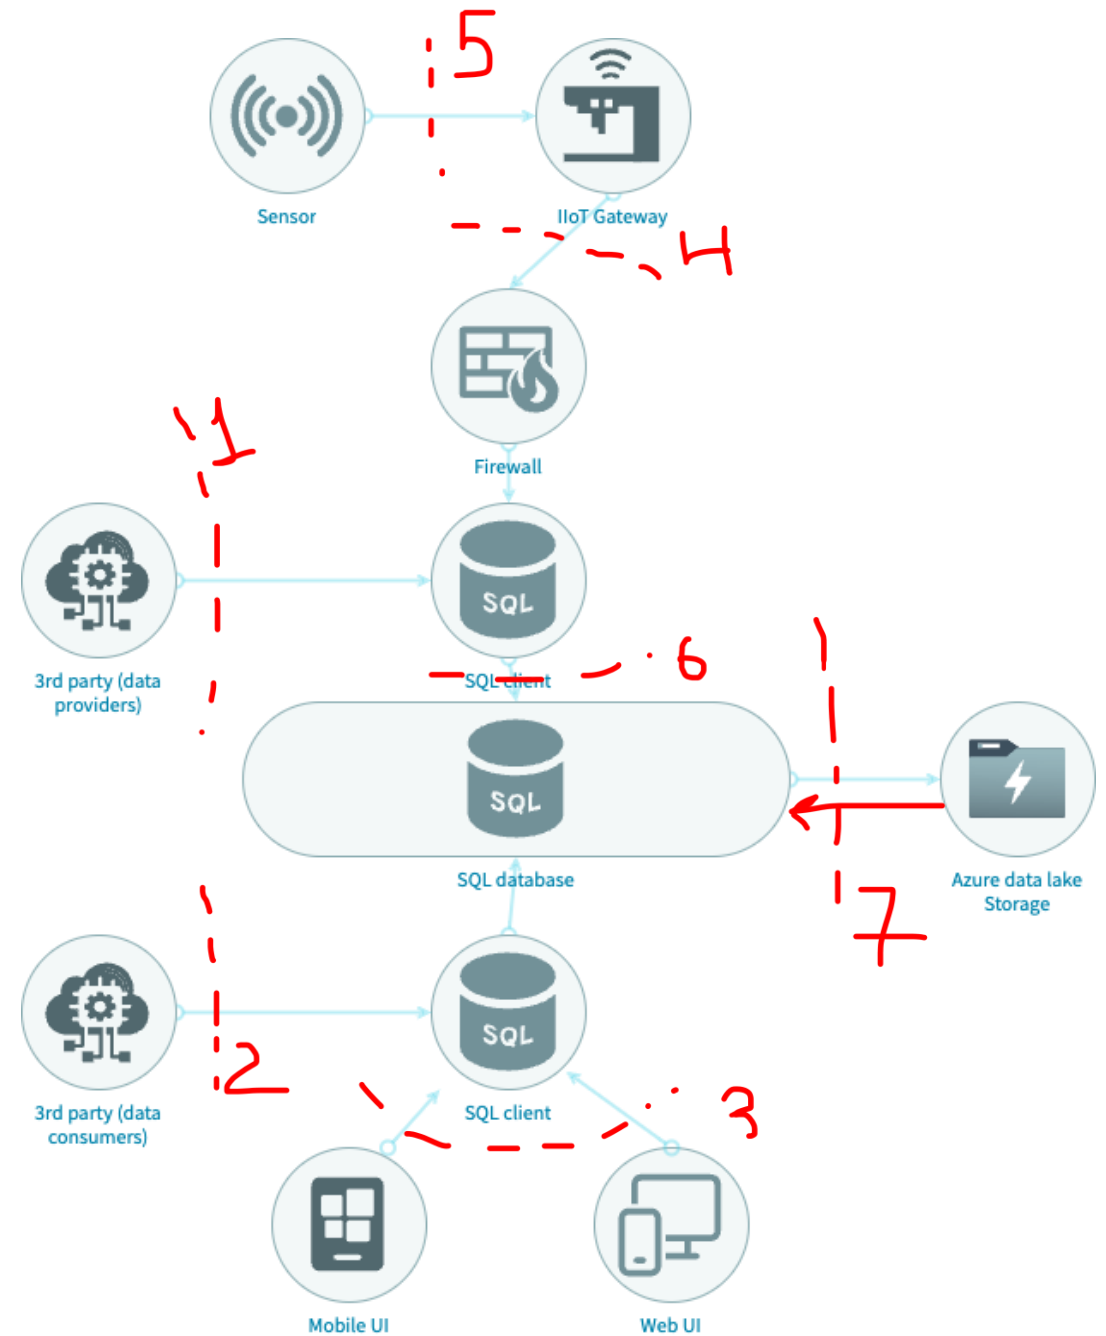 5
Sensor
IIoT Gateway
4
Firewall
1
SQL
3rd party (data
providers)
SQL client
6
SQL
SQL database
Azure data lake
Storage
7
SQL
2
3rd party (data
consumers)
SQL client
3
Mobile UI
Web UI